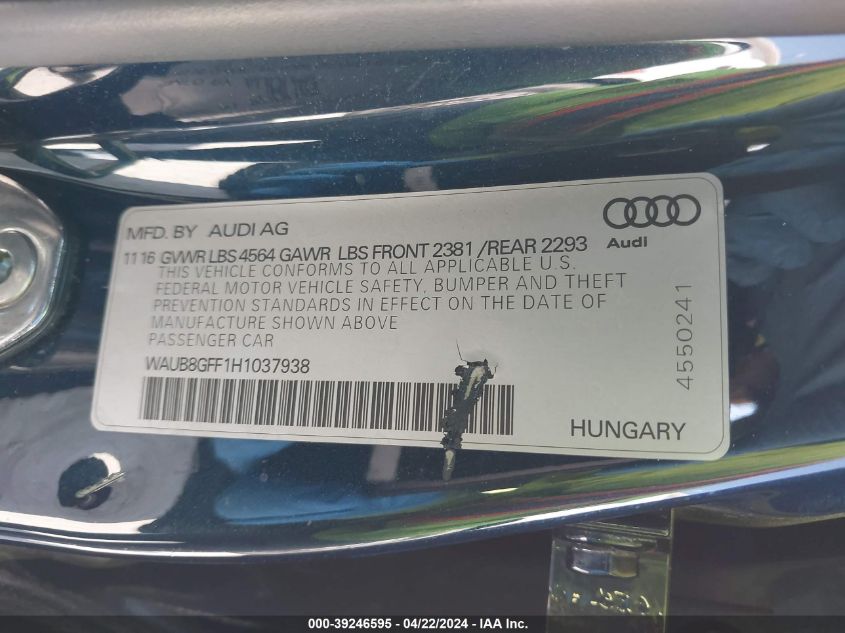 MFD. BY AUDI AG
Audi
11 16 GVWR LBS 4564 GAWR LBS FRONT 2381 /REAR 2293
THIS VEHICLE CONFORMS TO ALL APPLICABLE U.S.
FEDERAL MOTOR VEHICLE SAFETY, BUMPER AND THEFT
PREVENTION STANDARDS IN EFFECT ON THE DATE OF
MANUFACTURE SHOWN ABOVE
PASSENGER CAR
WAUB8GFF1H1037938
HUNGARY
4550241
000-39246595 - 04/22/2024 - IAA Inc.